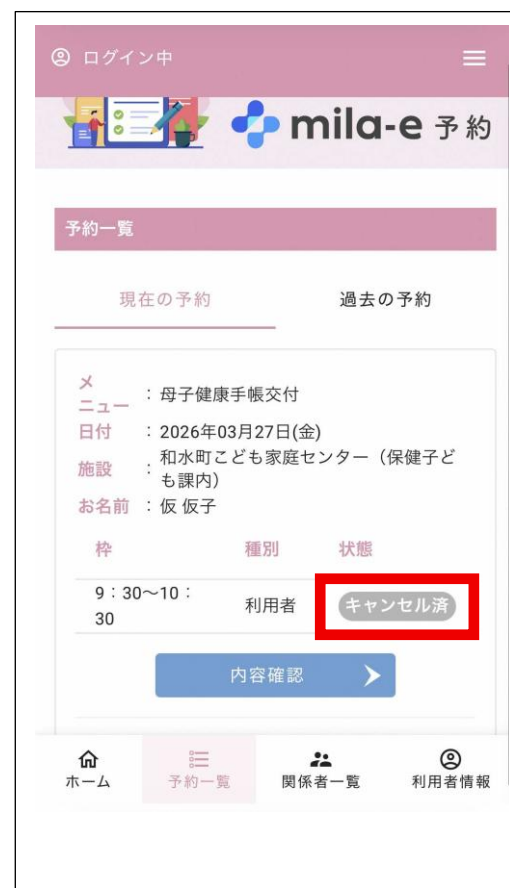 ログイン中
mila-e 予約
予約一覧
現在の予約 過去の予約
メニュー : 母子健康手帳交付
日付 : 2026年03月27日(金)
施設 : 和水町こども家庭センター（保健子ど
も課内）
お名前 : 仮 仮子
枠 種別 状態
9：30～10：
30 利用者 キャンセル済
内容確認
ホーム 予約一覧 関係者一覧 利用者情報